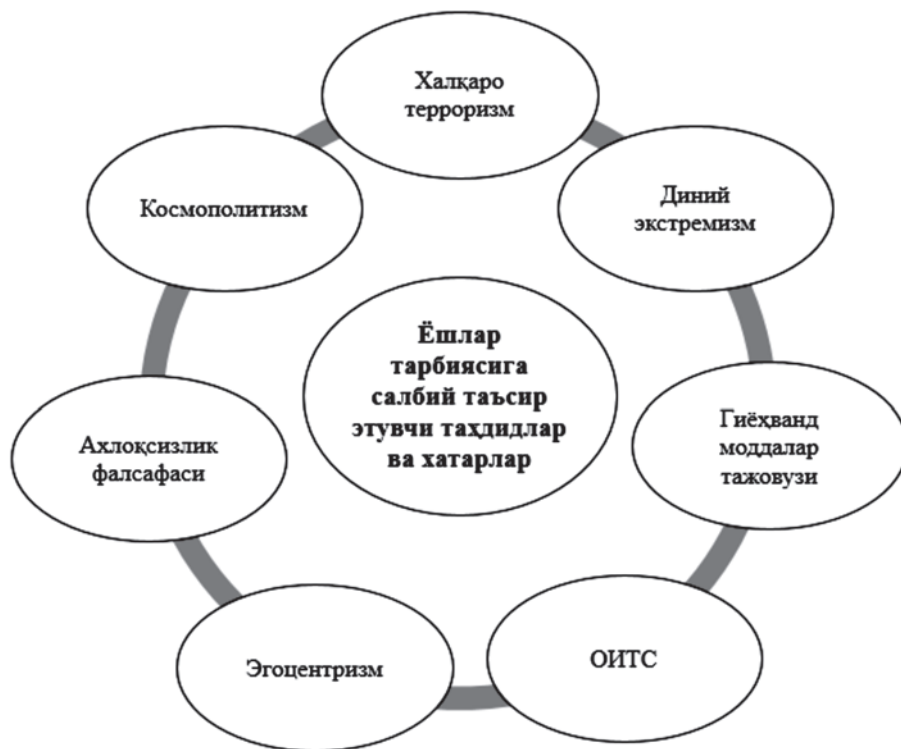 Халқаро
терроризм
Космополитизм
Диний
экстремизм
Ёшлар
тарбиясига
салбий таъсир
этувчи таҳдидлар
ва хатарлар
Ахлоқсизлик
фалсафаси
Гиёҳванд
моддалар
тажовузи
Эгоцентризм
ОИТС